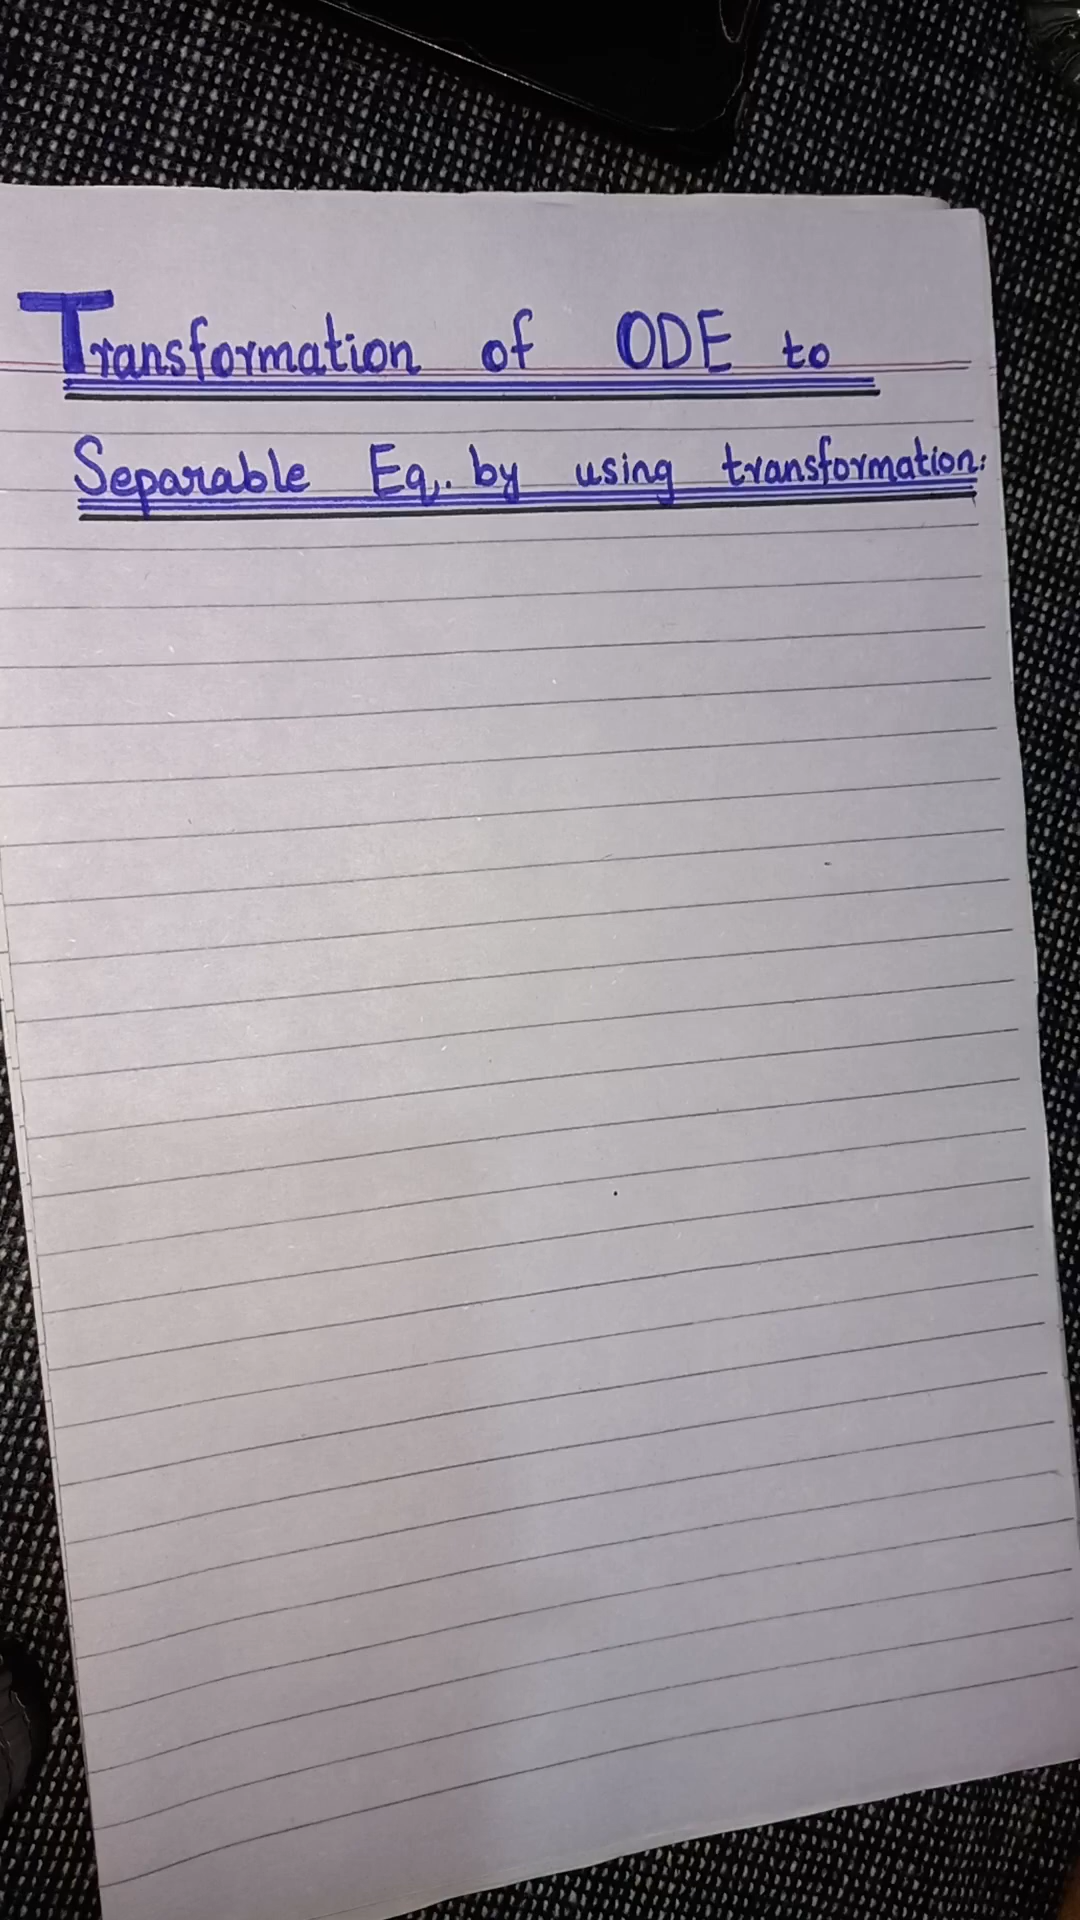 Transformation of ODE to
Separable Eq,. by using transformation: